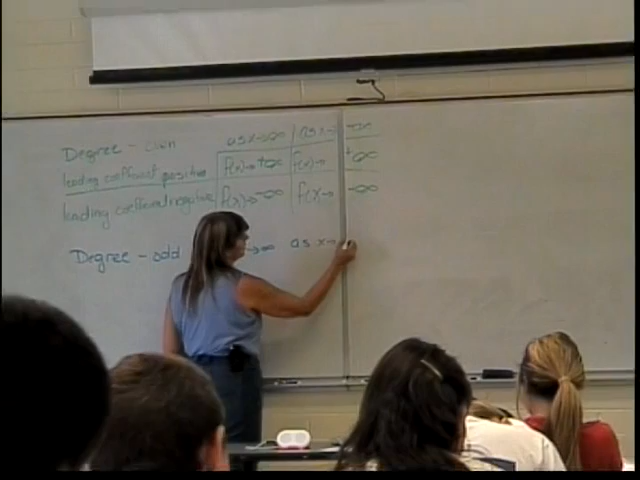 Degree - even as x→∞ as x→ -∞
leading coefficient positive f(x)→+∞ f(x)→ +∞
leading coefficient negative f(x)→-∞ f(x)→ -∞
Degree - odd →∞ as x→